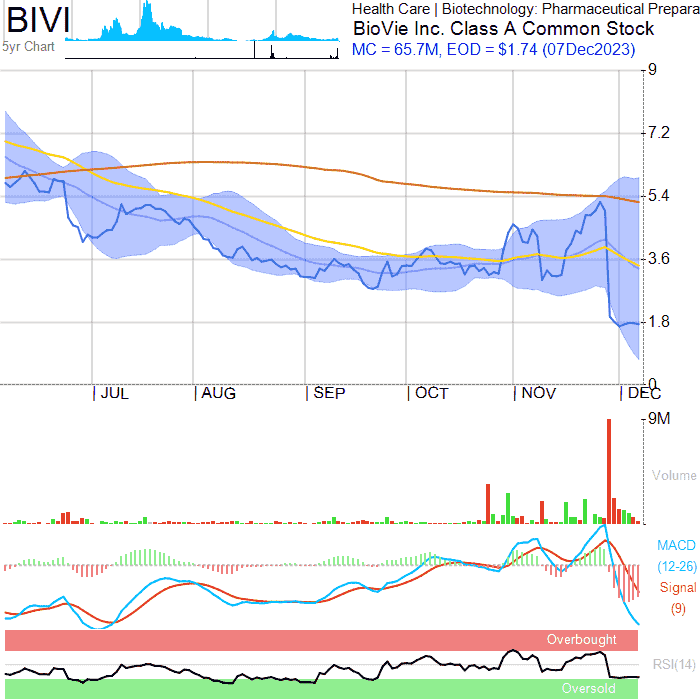 BIVI
5yr Chart
Health Care | Biotechnology: Pharmaceutical Prepara
BioVie Inc. Class A Common Stock
MC = 65.7M, EOD = $1.74 (07Dec2023)
9
7.2
5.4
3.6
1.8
0
JUL AUG SEP OCT NOV DEC
9M
Volume
MACD
(12-26)
Signal
(9)
Overbought
RSI(14)
Oversold